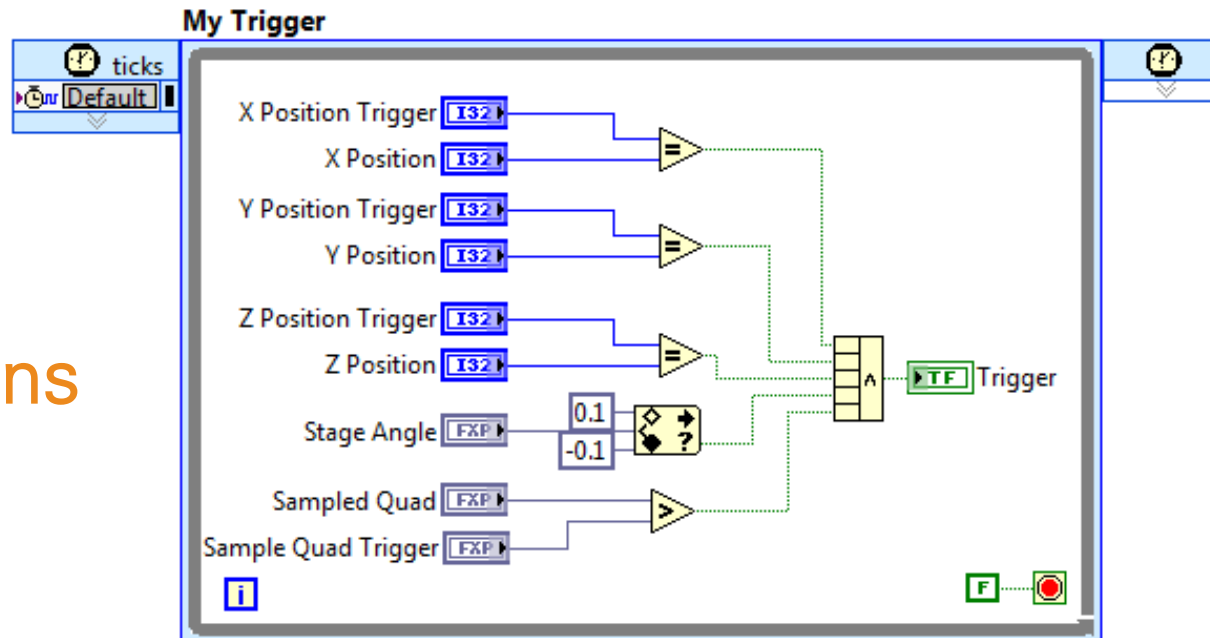 My Trigger
ticks
Default
X Position Trigger I32
X Position I32
=
Y Position Trigger I32
Y Position I32
=
Z Position Trigger I32
Z Position I32
=
ns
∧
TF Trigger
0.1
Stage Angle FXP
?
-0.1
Sampled Quad FXP
>
Sample Quad Trigger FXP
i
F